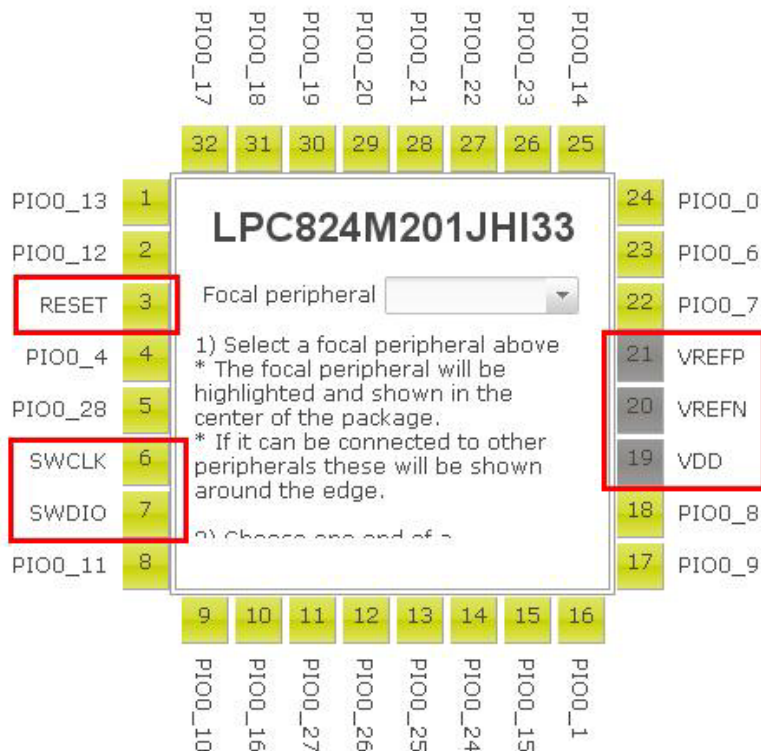 PIO0_17 PIO0_18 PIO0_19 PIO0_20 PIO0_21 PIO0_22 PIO0_23 PIO0_14
32 31 30 29 28 27 26 25
PIO0_13 1
PIO0_12 2
RESET 3
PIO0_4 4
PIO0_28 5
SWCLK 6
SWDIO 7
PIO0_11 8
LPC824M201JHI33
Focal peripheral
1) Select a focal peripheral above
* The focal peripheral will be
highlighted and shown in the
center of the package.
* If it can be connected to other
peripherals these will be shown
around the edge.
2) Choose one end of a
24 PIO0_0
23 PIO0_6
22 PIO0_7
21 VREFP
20 VREFN
19 VDD
18 PIO0_8
17 PIO0_9
9 10 11 12 13 14 15 16
PIO0_10 PIO0_16 PIO0_27 PIO0_26 PIO0_25 PIO0_24 PIO0_15 PIO0_1